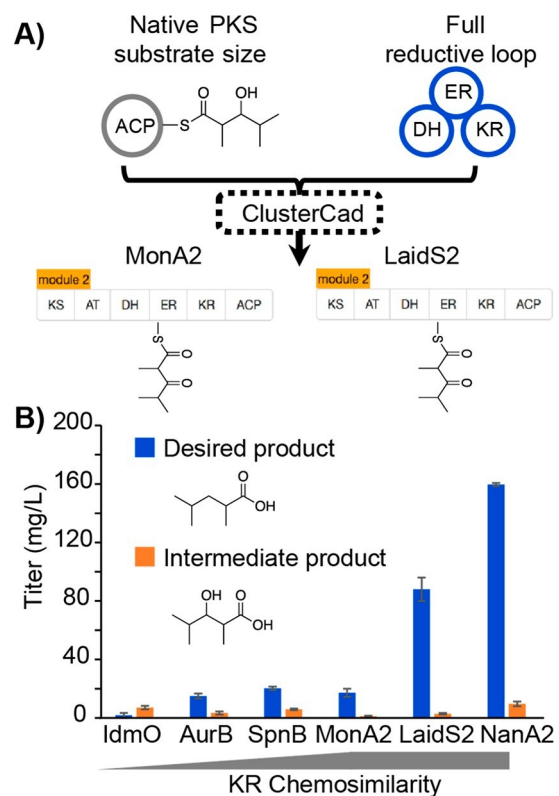 A)
Native PKS
substrate size
Full
reductive loop
ACP
S
O
OH
ER
DH
KR
ClusterCad
MonA2
LaidS2
module 2
KS AT DH ER KR ACP
S
O
O
module 2
KS AT DH ER KR ACP
S
O
O
B)
Titer (mg/L)
200
160
120
80
40
0
Desired product
O
OH
Intermediate product
OH
O
OH
IdmO AurB SpnB MonA2 LaidS2 NanA2
KR Chemosimilarity